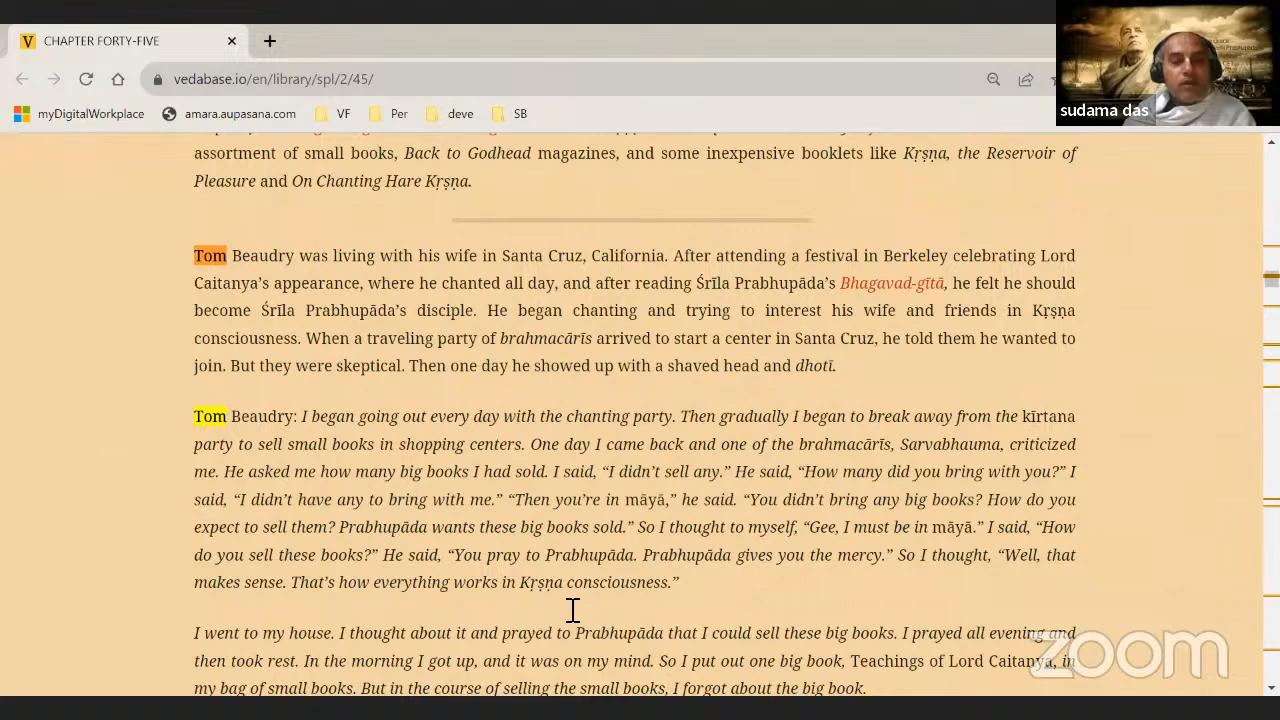 CHAPTER FORTY-FIVE
vedabase.io/en/library/spl/2/45/
myDigitalWorkplace
amara.aupasana.com
VF
Per
deve
SB
sudama das
assortment of small books, Back to Godhead magazines, and some inexpensive booklets like Kṛṣṇa, the Reservoir of
Pleasure and On Chanting Hare Kṛṣṇa.
Tom Beaudry was living with his wife in Santa Cruz, California. After attending a festival in Berkeley celebrating Lord
Caitanya’s appearance, where he chanted all day, and after reading Śrīla Prabhupāda’s Bhagavad-gītā, he felt he should
become Śrīla Prabhupāda’s disciple. He began chanting and trying to interest his wife and friends in Kṛṣṇa
consciousness. When a traveling party of brahmacārīs arrived to start a center in Santa Cruz, he told them he wanted to
join. But they were skeptical. Then one day he showed up with a shaved head and dhotī.
Tom Beaudry: I began going out every day with the chanting party. Then gradually I began to break away from the kīrtana
party to sell small books in shopping centers. One day I came back and one of the brahmacārīs, Sarvabhauma, criticized
me. He asked me how many big books I had sold. I said, “I didn’t sell any.” He said, “How many did you bring with you?” I
said, “I didn’t have any to bring with me.” “Then you’re in māyā,” he said. “You didn’t bring any big books? How do you
expect to sell them? Prabhupāda wants these big books sold.” So I thought to myself, “Gee, I must be in māyā.” I said, “How
do you sell these books?” He said, “You pray to Prabhupāda. Prabhupāda gives you the mercy.” So I thought, “Well, that
makes sense. That’s how everything works in Kṛṣṇa consciousness.”
I went to my house. I thought about it and prayed to Prabhupāda that I could sell these big books. I prayed all evening and
then took rest. In the morning I got up, and it was on my mind. So I put out one big book, Teachings of Lord Caitanya, in
my bag of small books. But in the course of selling the small books, I forgot about the big book.
zoom